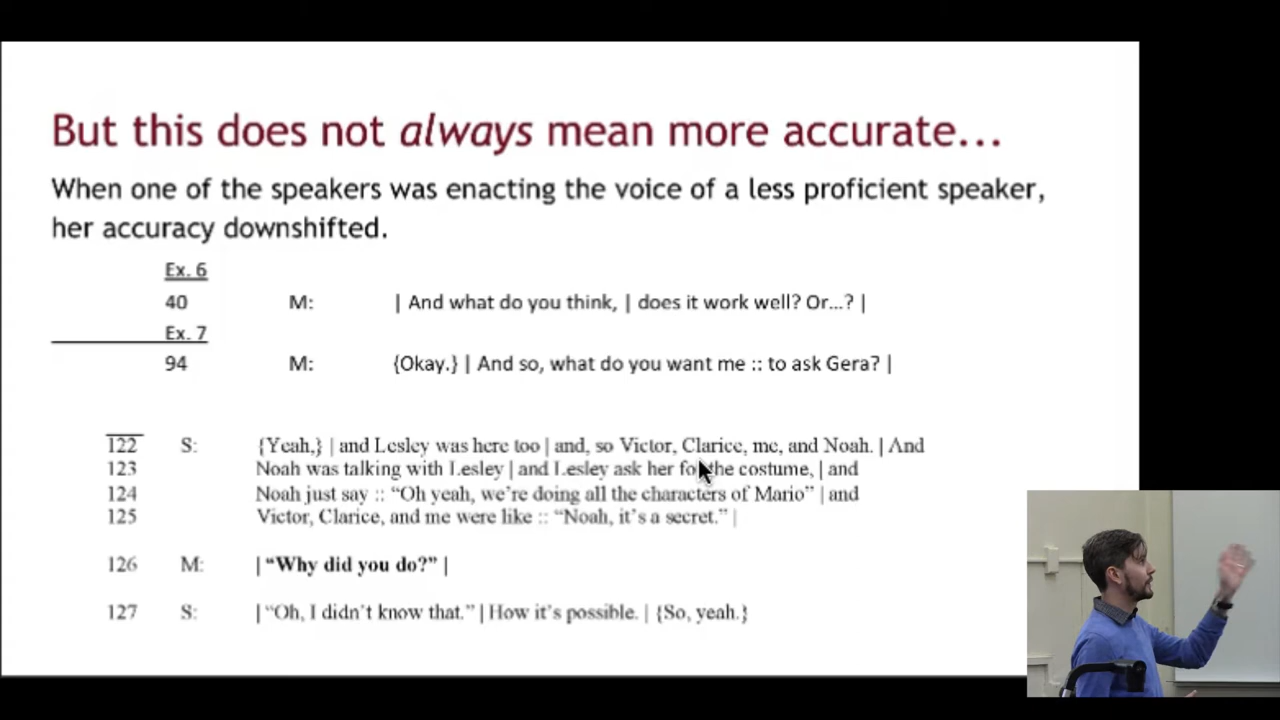 But this does not always mean more accurate...
When one of the speakers was enacting the voice of a less proficient speaker,
her accuracy downshifted.
Ex. 6
40 M: | And what do you think, | does it work well? Or...? |
Ex. 7
94 M: {Okay.} | And so, what do you want me :: to ask Gera? |
122 S: {Yeah,} | and Lesley was here too | and, so Victor, Clarice, me, and Noah. | And
123 Noah was talking with Lesley | and Lesley ask her for the costume, | and
124 Noah just say :: “Oh yeah, we’re doing all the characters of Mario” | and
125 Victor, Clarice, and me were like :: “Noah, it’s a secret.” |
126 M: | “Why did you do?” |
127 S: | “Oh, I didn’t know that.” | How it’s possible. | {So, yeah.}